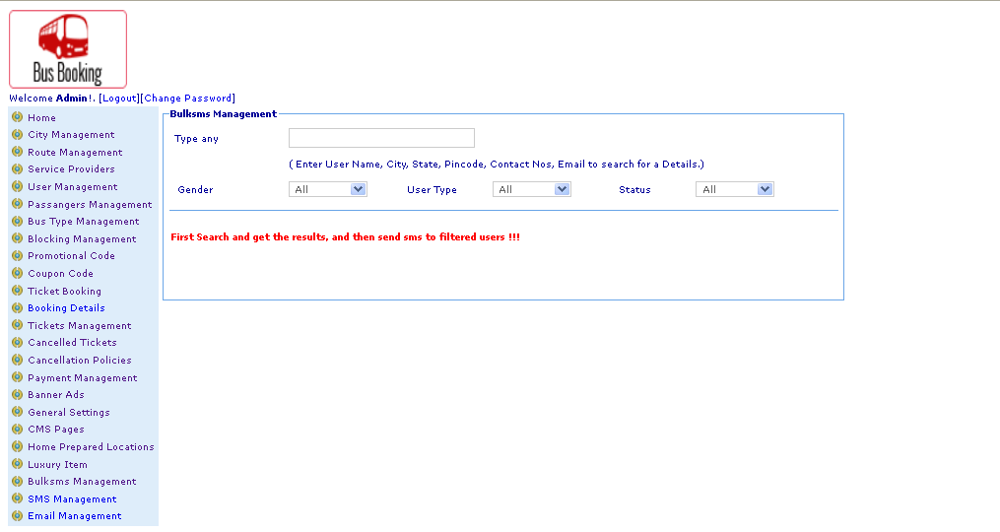 Bus Booking
Welcome Admin!. [Logout][Change Password]
Home
City Management
Route Management
Service Providers
User Management
Passangers Management
Bus Type Management
Blocking Management
Promotional Code
Coupon Code
Ticket Booking
Booking Details
Tickets Management
Cancelled Tickets
Cancellation Policies
Payment Management
Banner Ads
General Settings
CMS Pages
Home Prepared Locations
Luxury Item
Bulksms Management
SMS Management
Email Management
Bulksms Management
Type any
( Enter User Name, City, State, Pincode, Contact Nos, Email to search for a Details.)
Gender All User Type All Status All
First Search and get the results, and then send sms to filtered users !!!